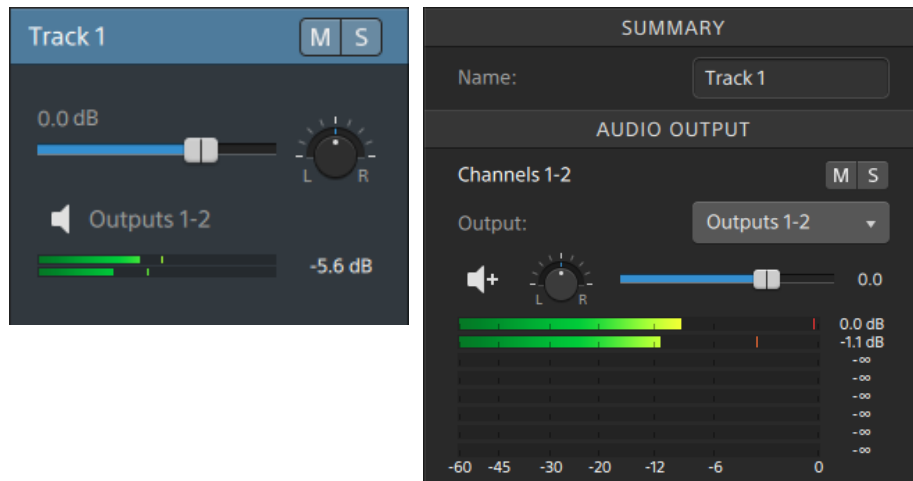 Track 1 M S
0.0 dB
L R
Outputs 1-2
-5.6 dB
SUMMARY
Name: Track 1
AUDIO OUTPUT
Channels 1-2 M S
Output: Outputs 1-2
L R 0.0
0.0 dB
-1.1 dB
-∞
-∞
-∞
-∞
-∞
-∞
-60 -45 -30 -20 -12 -6 0